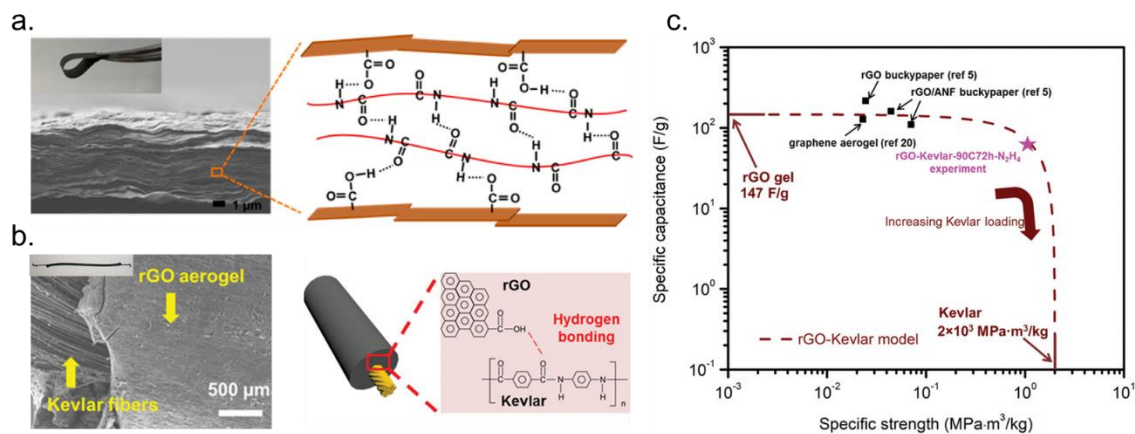 a.
1 µm
O=C
O
H
N
C
O
b.
rGO aerogel
Kevlar fibers
500 µm
rGO
OH
Hydrogen
bonding
Kevlar
n
c.
Specific capacitance (F/g)
10³
10²
10¹
10⁰
10⁻¹
rGO buckypaper (ref 5)
rGO/ANF buckypaper (ref 5)
graphene aerogel (ref 20)
rGO-Kevlar-90C72h-N₂H₄
experiment
rGO gel
147 F/g
Increasing Kevlar loading
Kevlar
2×10³ MPa·m³/kg
rGO-Kevlar model
10⁻³
10⁻²
10⁻¹
10⁰
10¹
Specific strength (MPa·m³/kg)